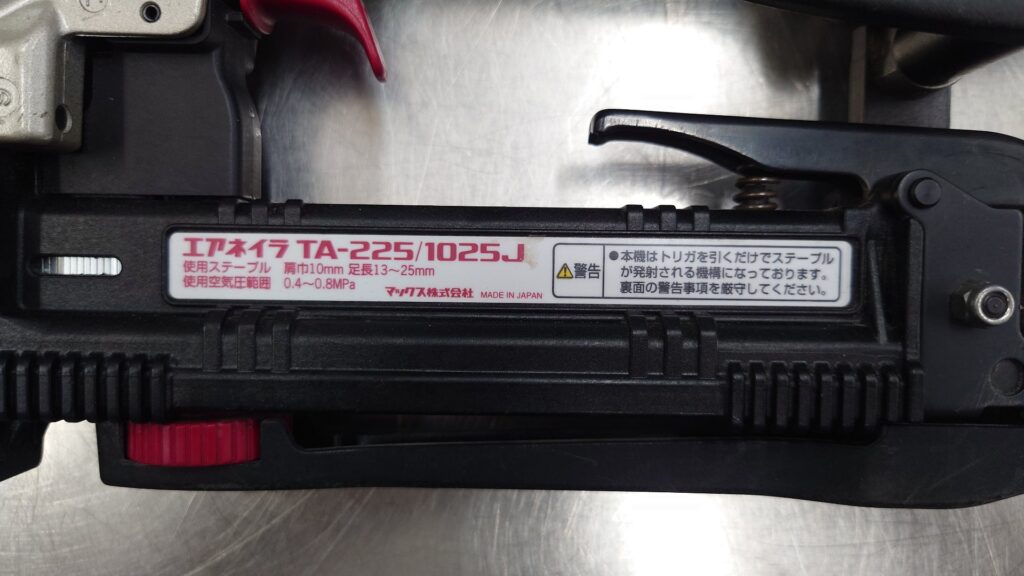 エアネイラ TA-225/1025J
使用ステープル 肩巾10mm 足長13〜25mm
使用空気圧範囲 0.4〜0.8MPa
マックス株式会社 MADE IN JAPAN
⚠警告
●本機はトリガを引くだけでステープル
が発射される機構になっております。
裏面の警告事項を厳守してください。